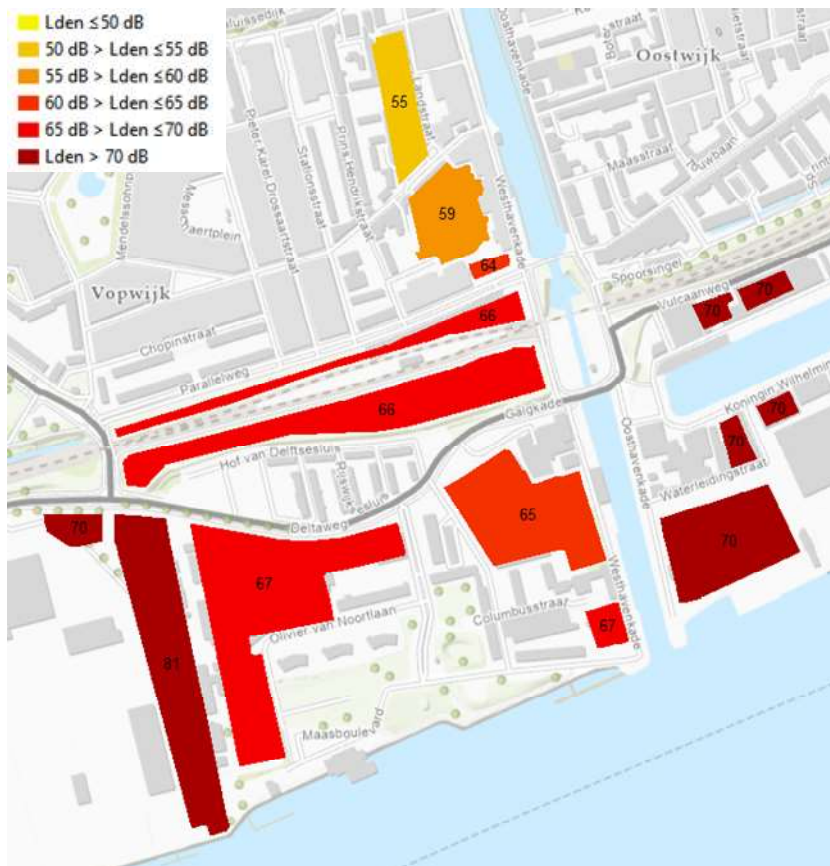 Lden ≤50 dB
50 dB > Lden ≤55 dB
55 dB > Lden ≤60 dB
60 dB > Lden ≤65 dB
65 dB > Lden ≤70 dB
Lden > 70 dB
Oosthavenkade
Oostwijk
Landstraat
55
Pieter Karel Drossaartstraat
Stationsstraat
Prins Hendrikstraat
Maasstraat
59
Westhavenkade
64
Spoorsingel
Vulcaanweg
70
70
Vopwijk
Chopinstraat
Parallelweg
66
66
Galgkade
Koningin Wilhelmin
70
70
Hof van Delftsesluis
Oosthavenkade
Waterleidingstraat
Deltaweg
70
65
70
67
Westhavenkade
Columbusstraat
67
Olivier van Noortlaan
81
Maasboulevard